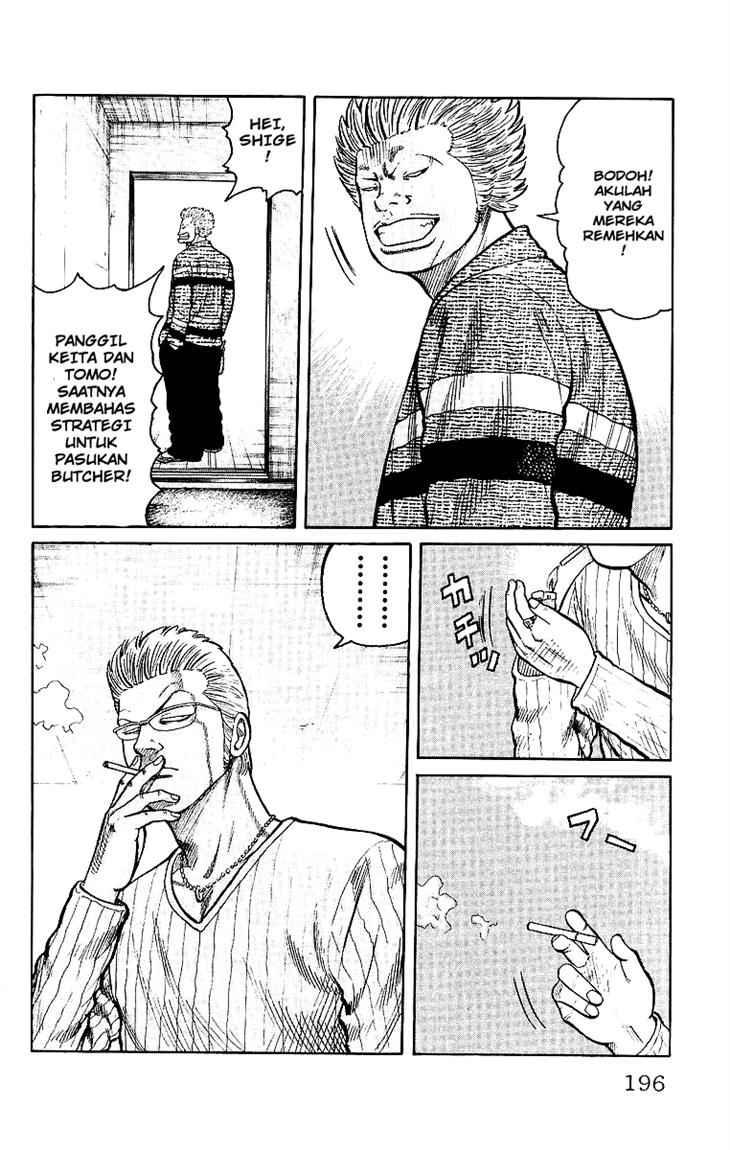 BODOH!
AKULAH
YANG
MEREKA
REMEHKAN
!
HEI,
SHIGE
!
PANGGIL
KEITA DAN
TOMO!
SAATNYA
MEMBAHAS
STRATEGI
UNTUK
PASUKAN
BUTCHER!
カチッ
⋮⋮⋮⋮
フー
196